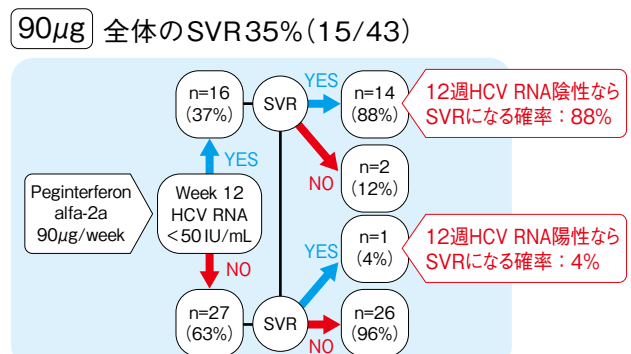 90μg 全体のSVR35%(15/43)
n=16
(37%)
SVR
YES
n=14
(88%)
12週HCV RNA陰性なら
SVRになる確率：88%
YES
NO
n=2
(12%)
Peginterferon
alfa-2a
90μg/week
Week 12
HCV RNA
<50 IU/mL
YES
n=1
(4%)
12週HCV RNA陽性なら
SVRになる確率：4%
NO
n=27
(63%)
SVR
n=26
(96%)
NO